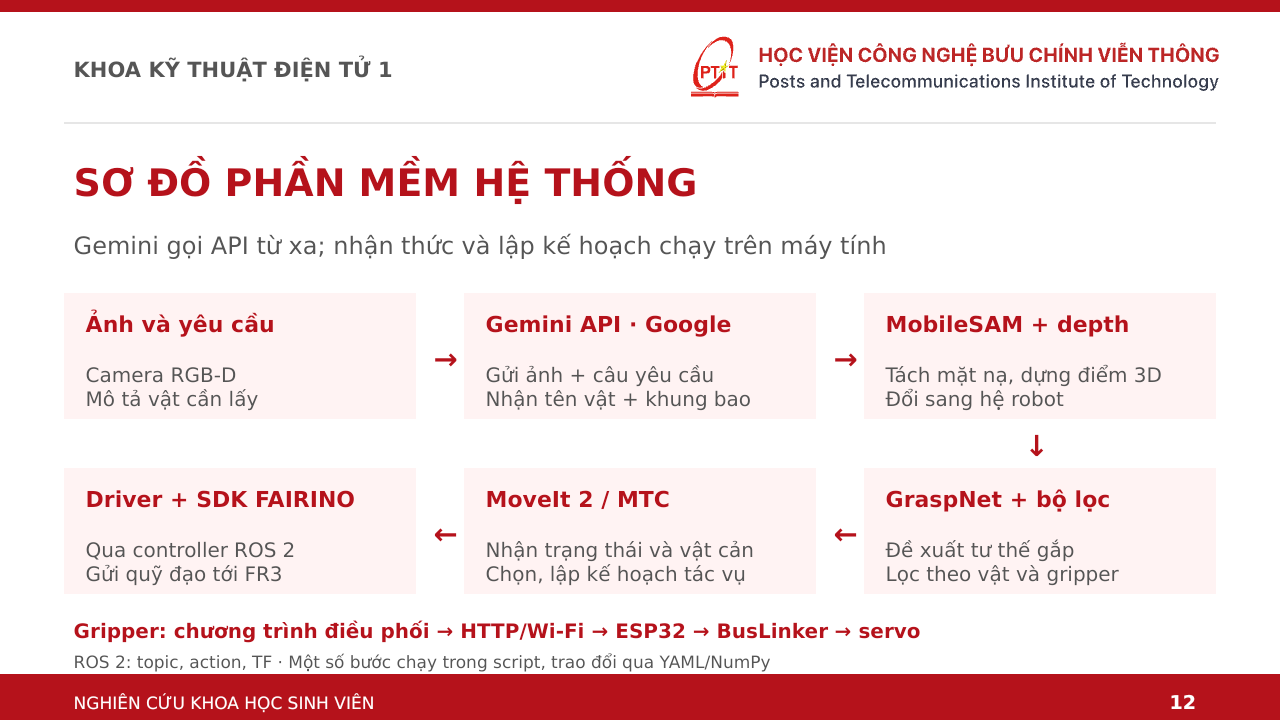 KHOA KỸ THUẬT ĐIỆN TỬ 1
PTIT
HỌC VIỆN CÔNG NGHỆ BƯU CHÍNH VIỄN THÔNG
Posts and Telecommunications Institute of Technology
SƠ ĐỒ PHẦN MỀM HỆ THỐNG
Gemini gọi API từ xa; nhận thức và lập kế hoạch chạy trên máy tính
Ảnh và yêu cầu
Camera RGB-D
Mô tả vật cần lấy
→
Gemini API · Google
Gửi ảnh + câu yêu cầu
Nhận tên vật + khung bao
→
MobileSAM + depth
Tách mặt nạ, dựng điểm 3D
Đổi sang hệ robot
↓
Driver + SDK FAIRINO
Qua controller ROS 2
Gửi quỹ đạo tới FR3
←
MoveIt 2 / MTC
Nhận trạng thái và vật cản
Chọn, lập kế hoạch tác vụ
←
GraspNet + bộ lọc
Đề xuất tư thế gắp
Lọc theo vật và gripper
Gripper: chương trình điều phối → HTTP/Wi-Fi → ESP32 → BusLinker → servo
ROS 2: topic, action, TF · Một số bước chạy trong script, trao đổi qua YAML/NumPy
NGHIÊN CỨU KHOA HỌC SINH VIÊN
12